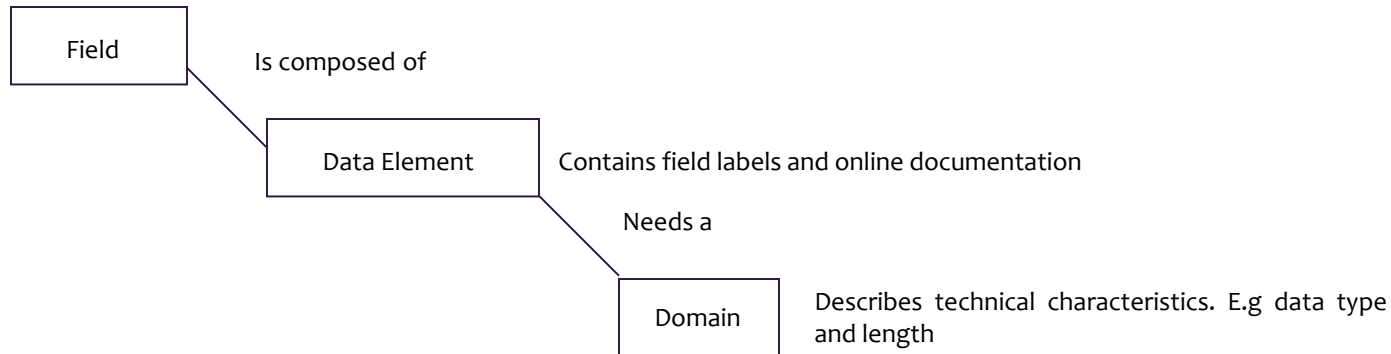 Field
Is composed of
Data Element
Contains field labels and online documentation
Needs a
Domain
Describes technical characteristics. E.g data type
and length